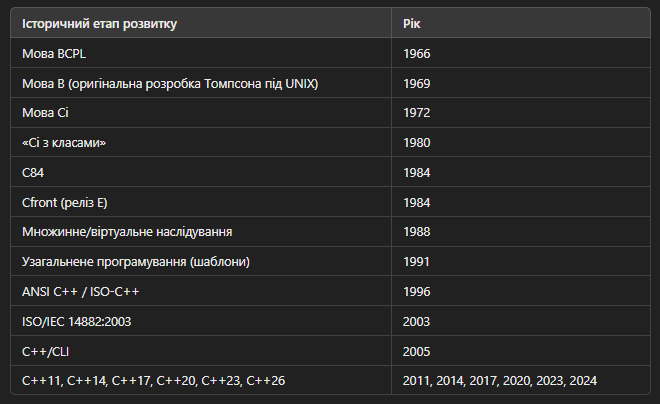 Історичний етап розвитку Рік
Мова BCPL 1966
Мова B (оригінальна розробка Томпсона під UNIX) 1969
Мова Сі 1972
«Сі з класами» 1980
C84 1984
Cfront (реліз E) 1984
Множинне/віртуальне наслідування 1988
Узагальнене програмування (шаблони) 1991
ANSI C++ / ISO-C++ 1996
ISO/IEC 14882:2003 2003
C++/CLI 2005
C++11, C++14, C++17, C++20, C++23, C++26 2011, 2014, 2017, 2020, 2023, 2024